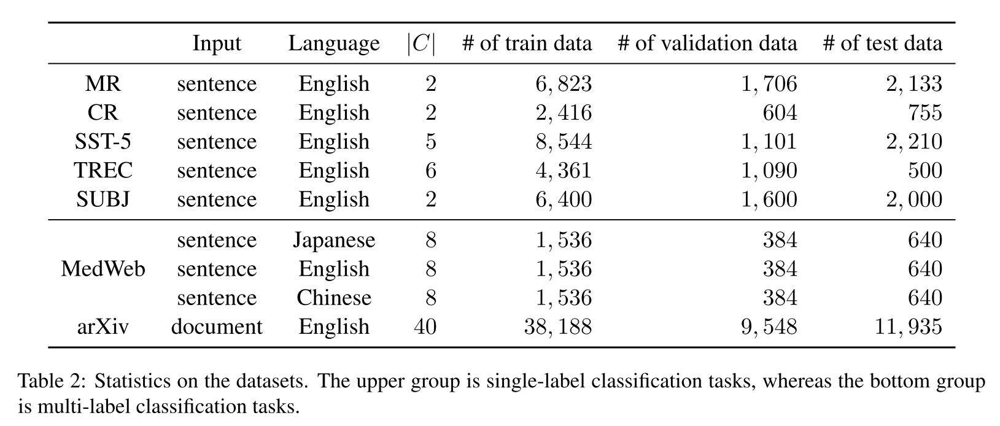 Input Language |C| # of train data # of validation data # of test data
MR sentence English 2 6,823 1,706 2,133
CR sentence English 2 2,416 604 755
SST-5 sentence English 5 8,544 1,101 2,210
TREC sentence English 6 4,361 1,090 500
SUBJ sentence English 2 6,400 1,600 2,000
sentence Japanese 8 1,536 384 640
MedWeb sentence English 8 1,536 384 640
sentence Chinese 8 1,536 384 640
arXiv document English 40 38,188 9,548 11,935
Table 2: Statistics on the datasets. The upper group is single-label classification tasks, whereas the bottom group
is multi-label classification tasks.